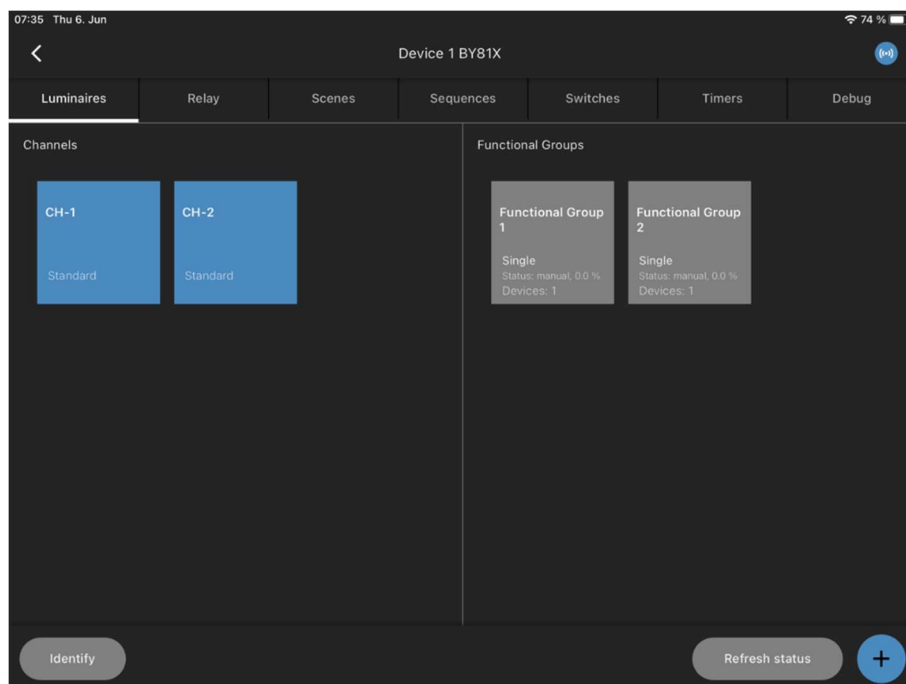 07:35 Thu 6. Jun
74 %
Device 1 BY81X
Luminaires
Relay
Scenes
Sequences
Switches
Timers
Debug
Channels
CH-1
Standard
CH-2
Standard
Functional Groups
Functional Group
1
Single
Status: manual, 0.0 %
Devices: 1
Functional Group
2
Single
Status: manual, 0.0 %
Devices: 1
Identify
Refresh status
+